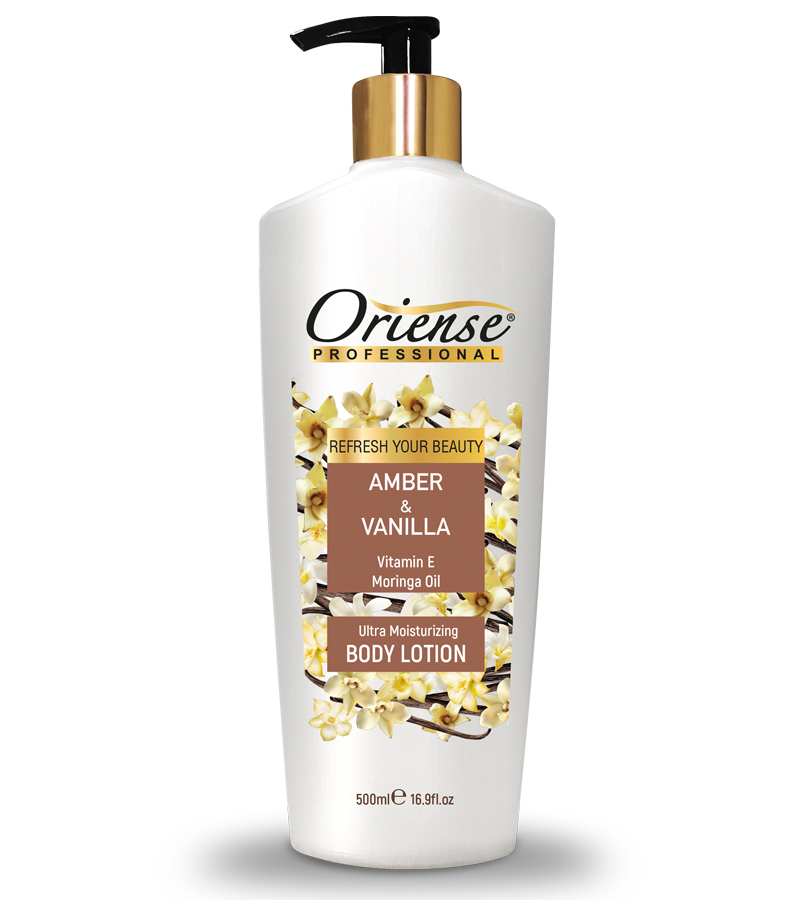 Oriense®
PROFESSIONAL
REFRESH YOUR BEAUTY
AMBER
&
VANILLA
Vitamin E
Moringa Oil
Ultra Moisturizing
BODY LOTION
500ml℮ 16.9fl.oz